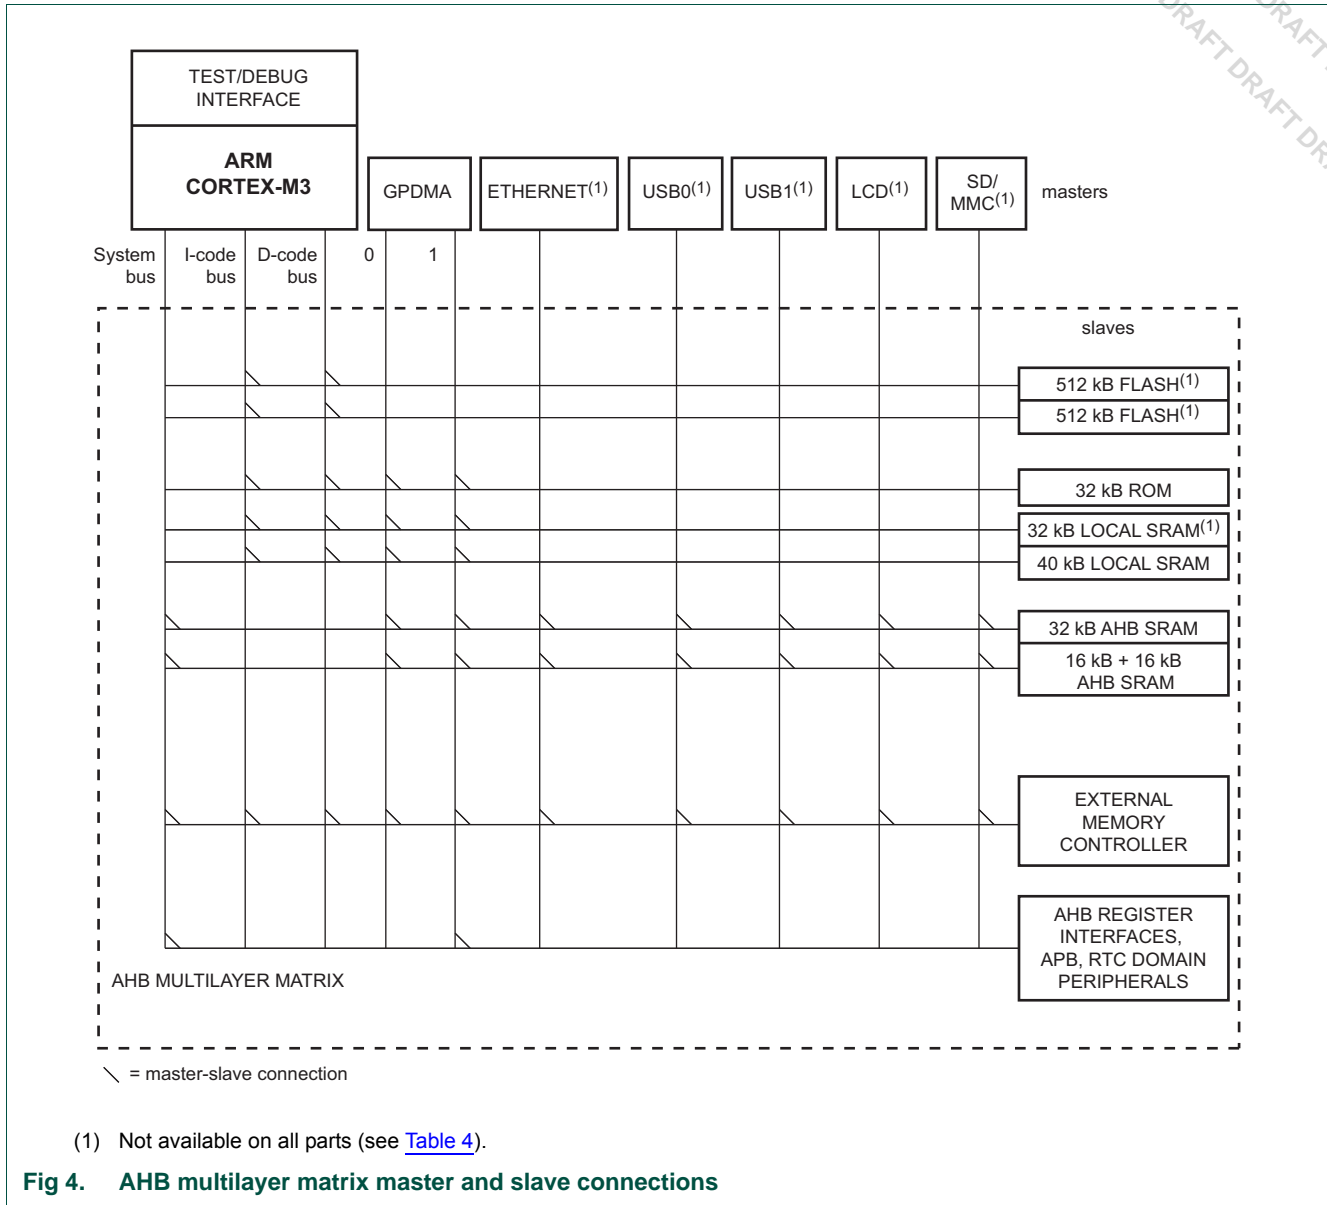 DRAFT DRAFT
DRAFT
TEST/DEBUG
INTERFACE
ARM
CORTEX-M3
GPDMA
ETHERNET(1)
USB0(1)
USB1(1)
LCD(1)
SD/
MMC(1)
masters
System
bus
I-code
bus
D-code
bus
0
1
slaves
512 kB FLASH(1)
512 kB FLASH(1)
32 kB ROM
32 kB LOCAL SRAM(1)
40 kB LOCAL SRAM
32 kB AHB SRAM
16 kB + 16 kB
AHB SRAM
EXTERNAL
MEMORY
CONTROLLER
AHB REGISTER
INTERFACES,
APB, RTC DOMAIN
PERIPHERALS
AHB MULTILAYER MATRIX
= master-slave connection
(1) Not available on all parts (see Table 4).
Fig 4. AHB multilayer matrix master and slave connections